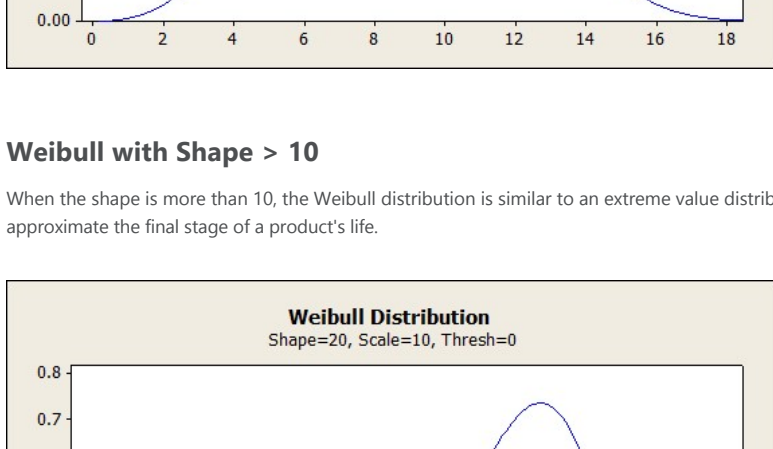 0.00
0 2 4 6 8 10 12 14 16 18
Weibull with Shape > 10
When the shape is more than 10, the Weibull distribution is similar to an extreme value
approximate the final stage of a product's life.
Weibull Distribution
Shape=20, Scale=10, Thresh=0
0.8
0.7